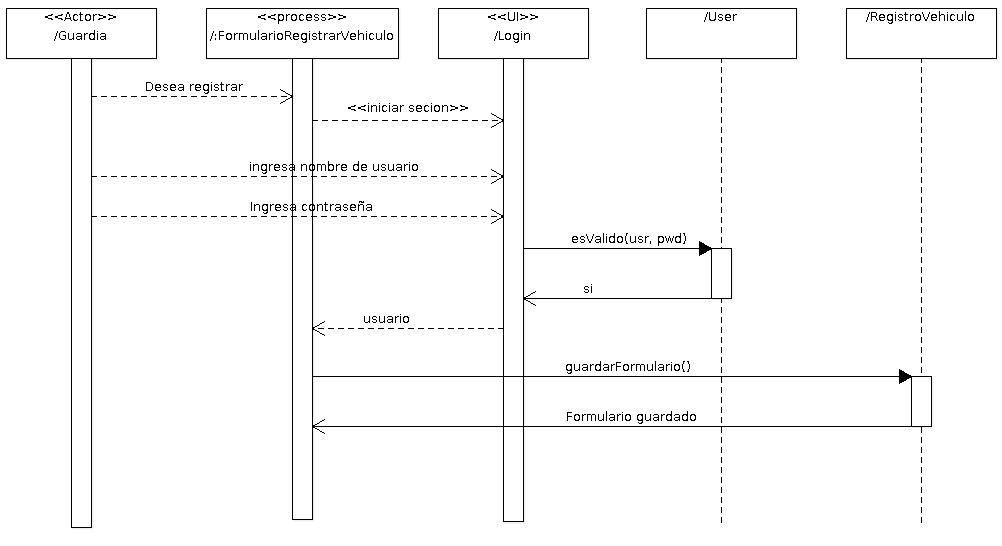 <<Actor>>
/Guardia
<<process>>
/:FormularioRegistrarVehiculo
<<UI>>
/Login
/User
/RegistroVehiculo
Desea registrar
<<iniciar secion>>
ingresa nombre de usuario
Ingresa contraseña
esValido(usr, pwd)
si
usuario
guardarFormulario()
Formulario guardado